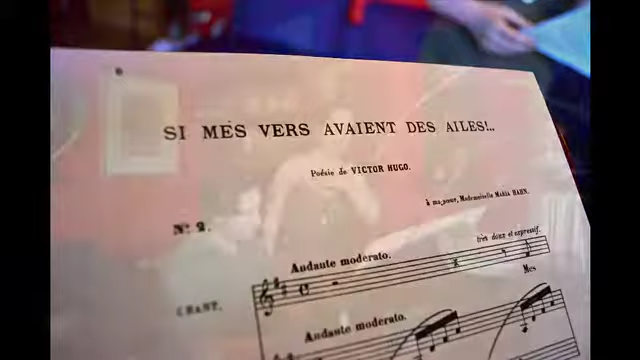 SI MES VERS AVAIENT DES AILES!..
Poésie de VICTOR HUGO.
à ma sœur, Mademoiselle MARIA HAHN.
Nº 2.
très doux et expressif.
Andante moderato.
Mes
CHANT.
Andante moderato.